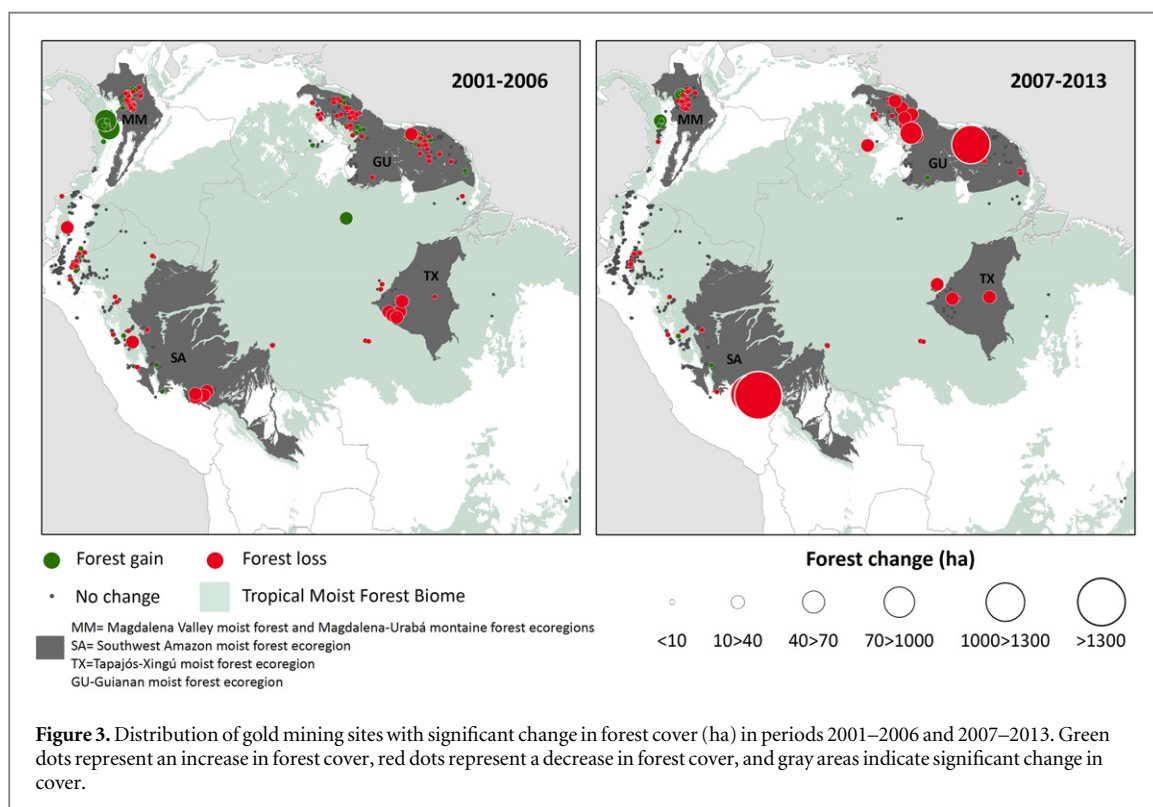 2001-2006
MM
GU
TX
SA
2007-2013
MM
GU
TX
SA
Forest gain
Forest loss
No change
Tropical Moist Forest Biome
MM= Magdalena Valley moist forest and Magdalena-Urabá montaine forest ecoregions
SA= Southwest Amazon moist forest ecoregion
TX=Tapajós-Xingú moist forest ecoregion
GU-Guianan moist forest ecoregion
Forest change (ha)
<10 10>40 40>70 70>1000 1000>1300 >1300
Figure 3. Distribution of gold mining sites with significant change in forest cover (ha) in periods 2001–2006 and 2007–2013. Green
dots represent an increase in forest cover, red dots represent a decrease in forest cover, and gray areas indicate significant change in
cover.